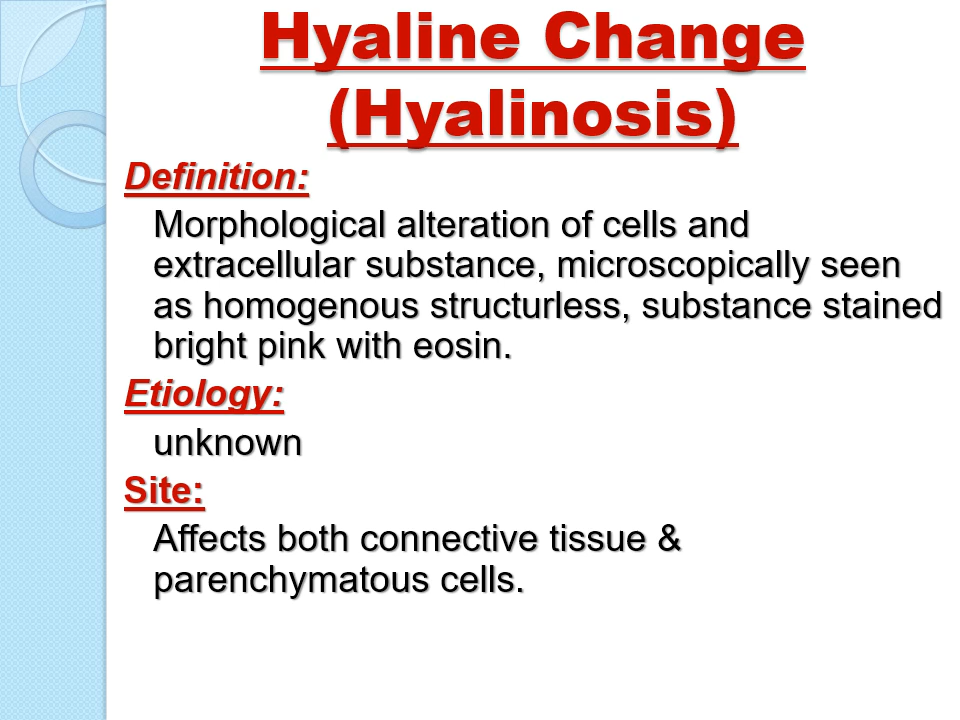 Hyaline Change
(Hyalinosis)
Definition:
Morphological alteration of cells and
extracellular substance, microscopically seen
as homogenous structurless, substance stained
bright pink with eosin.
Etiology:
unknown
Site:
Affects both connective tissue &
parenchymatous cells.